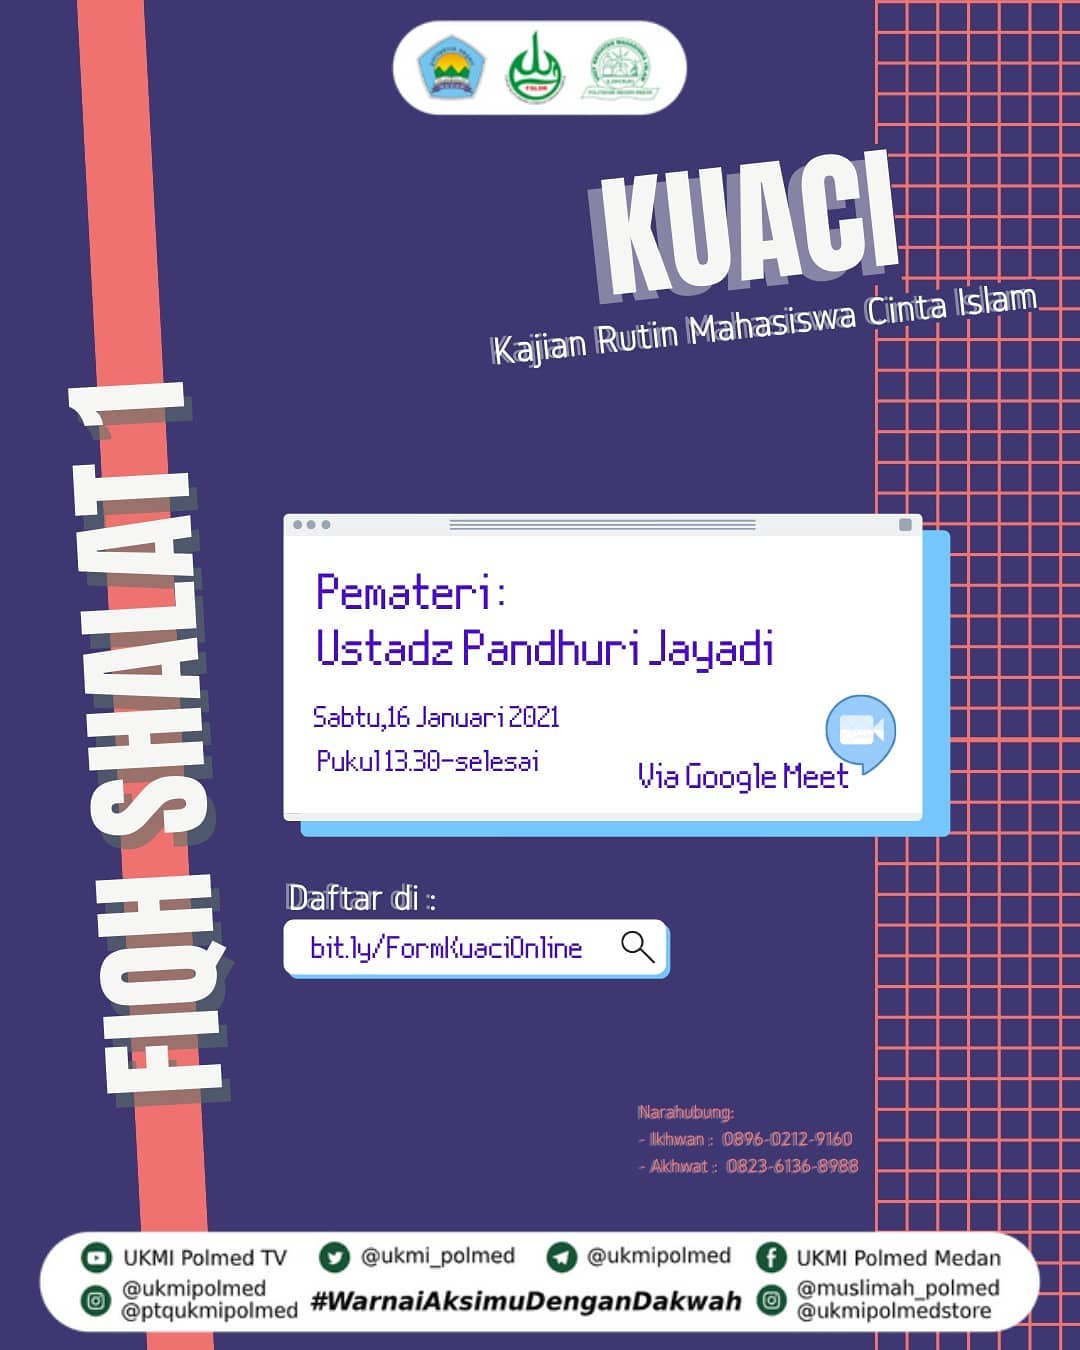 KUACI
Kajian Rutin Mahasiswa Cinta Islam
FIQH SHALAT 1
Pemateri :
Ustadz Pandhuri Jayadi
Sabtu,16 Januari 2021
Pukul 13.30-selesai
Via Google Meet
Daftar di :
bit.ly/FormKuaciOnline
Narahubung:
- Ikhwan : 0896-0212-9160
- Akhwat : 0823-6136-8988
UKMI Polmed TV
@ukmi_polmed
@ukmipolmed
UKMI Polmed Medan
@ukmipolmed
@ptqukmipolmed
#WarnaiAksimuDenganDakwah
@muslimah_polmed
@ukmipolmedstore